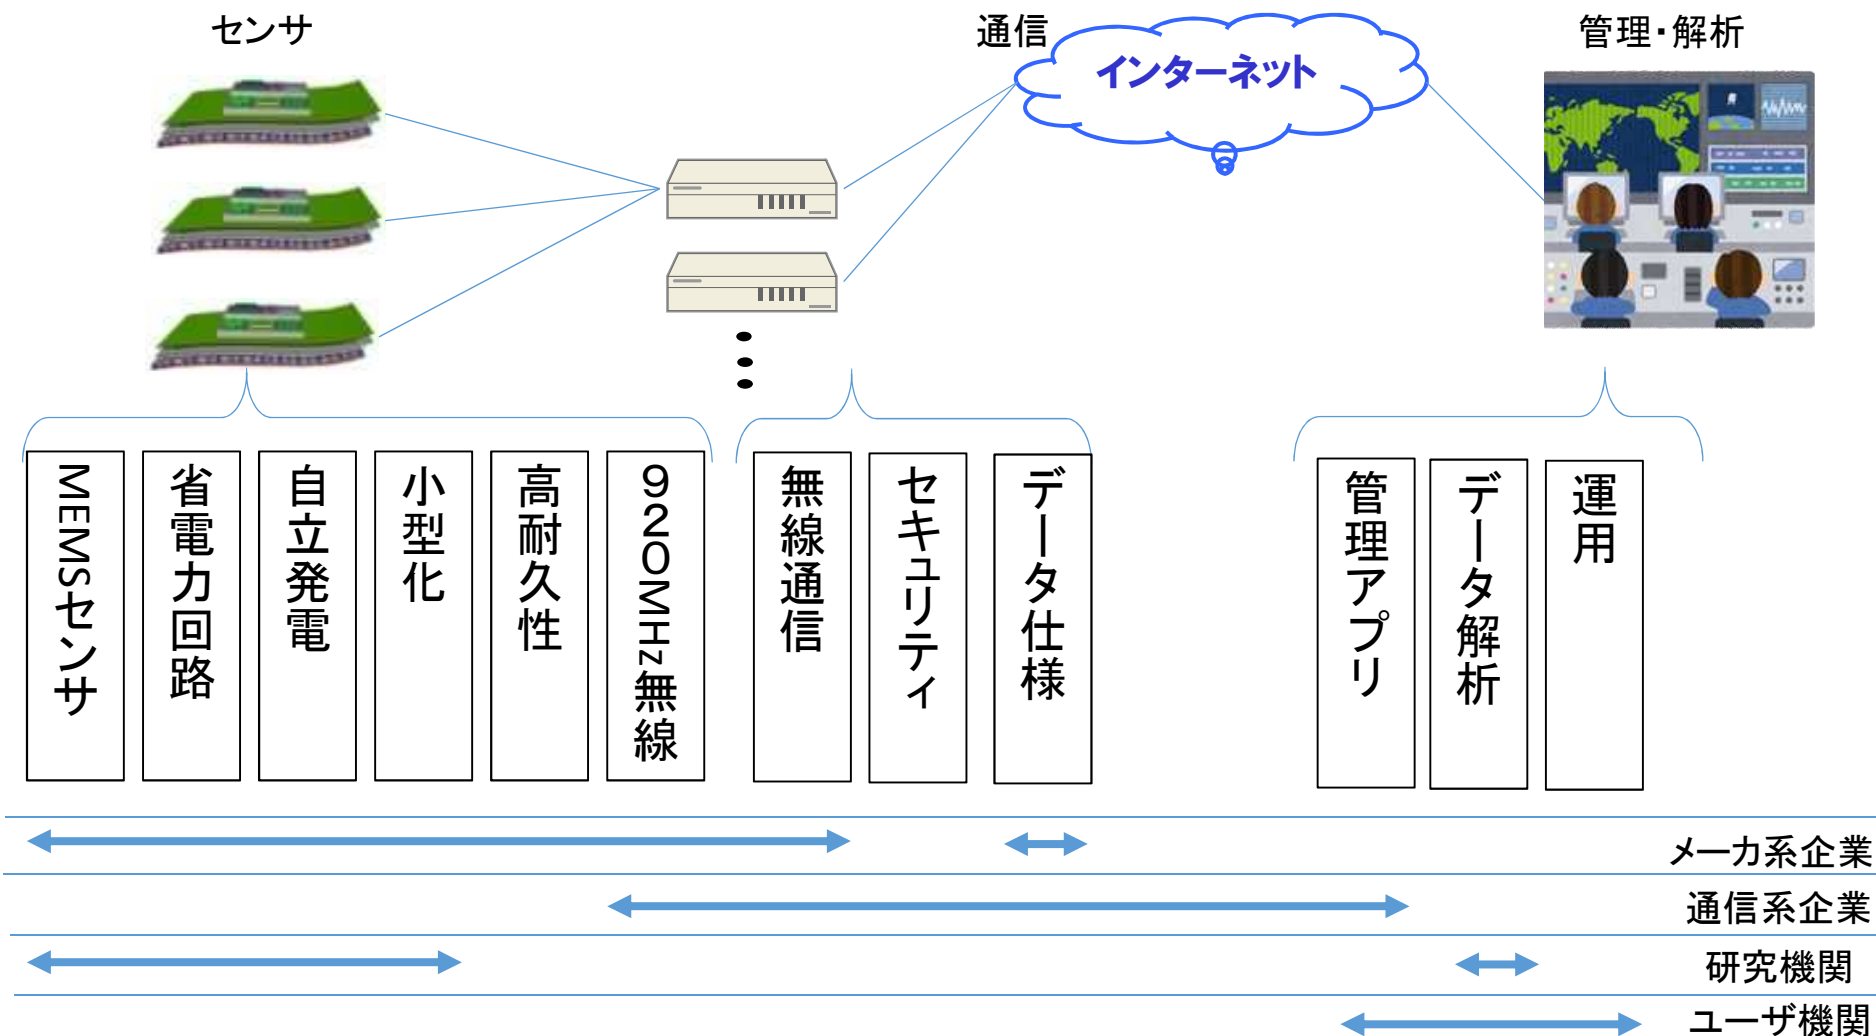 センサ
通信
管理・解析
インターネット
MEMSセンサ
省電力回路
自立発電
小型化
高耐久性
920MHz無線
無線通信
セキュリティ
データ仕様
管理アプリ
データ解析
運用
メーカ系企業
通信系企業
研究機関
ユーザ機関